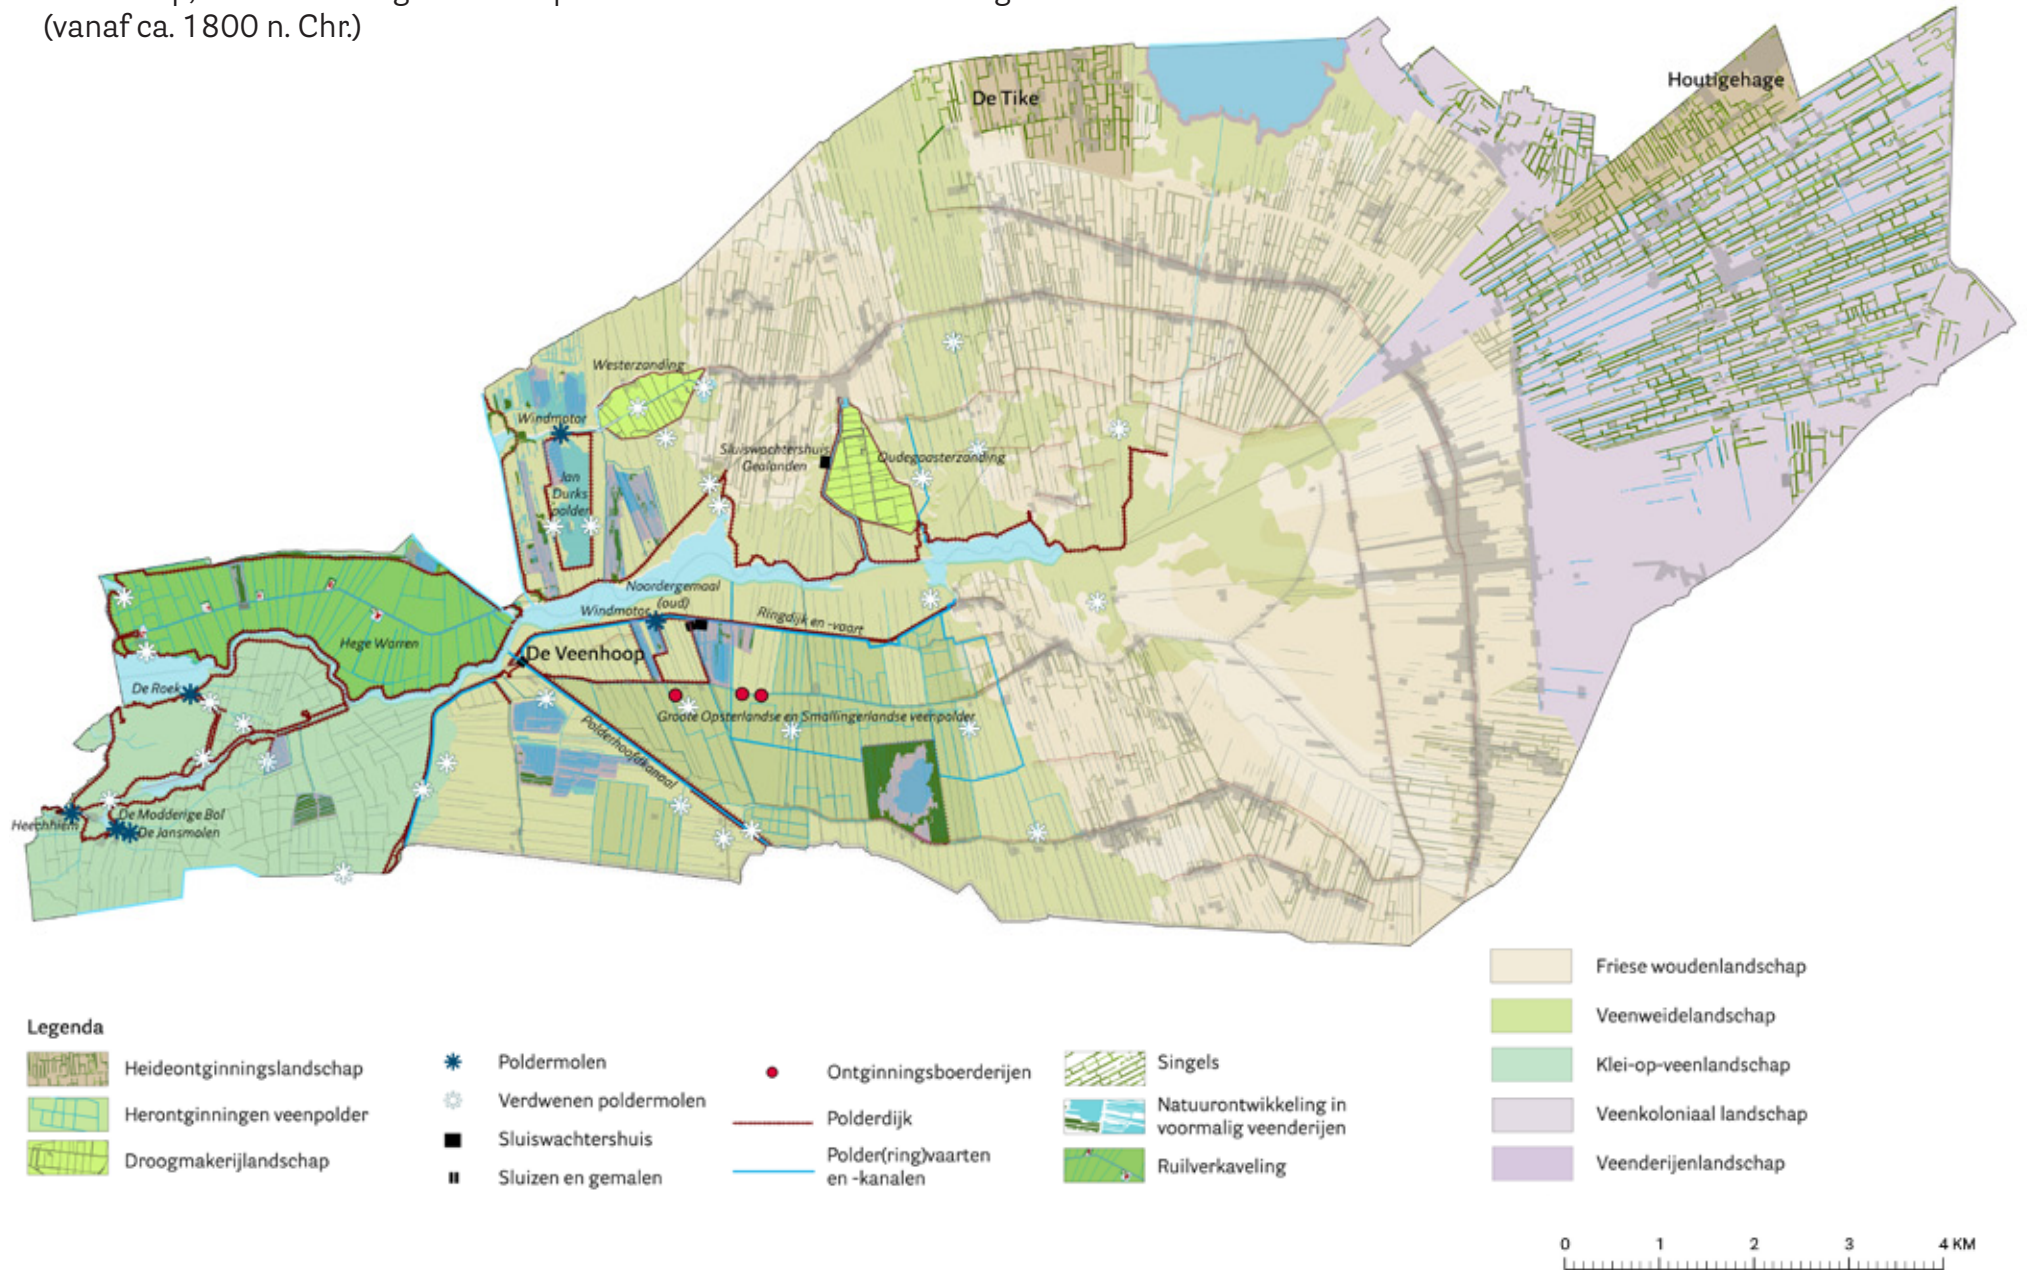 (vanaf ca. 1800 n. Chr.)
De Tike
Houtigehage
Westerzanding
Windmotor
Jan
Durks
polder
Sluiswachtershuis
Gealanden
Oudegaasterzanding
Noordergemaal
(oud)
Windmotor
Ringdijk en -vaart
Hege Warren
De Veenhoop
De Roek
Groote Opsterlandse en Smallingerlandse veenpolder
Polderhoofdkanaal
Heechhiem
De Modderige Bol
De Jansmolen
Legenda
Heideontginningslandschap
Herontginningen veenpolder
Droogmakerijlandschap
Poldermolen
Verdwenen poldermolen
Sluiswachtershuis
Sluizen en gemalen
Ontginningsboerderijen
Polderdijk
Polder(ring)vaarten
en -kanalen
Singels
Natuurontwikkeling in
voormalig veenderijen
Ruilverkaveling
Friese woudenlandschap
Veenweidelandschap
Klei-op-veenlandschap
Veenkoloniaal landschap
Veenderijenlandschap
0 1 2 3 4 KM